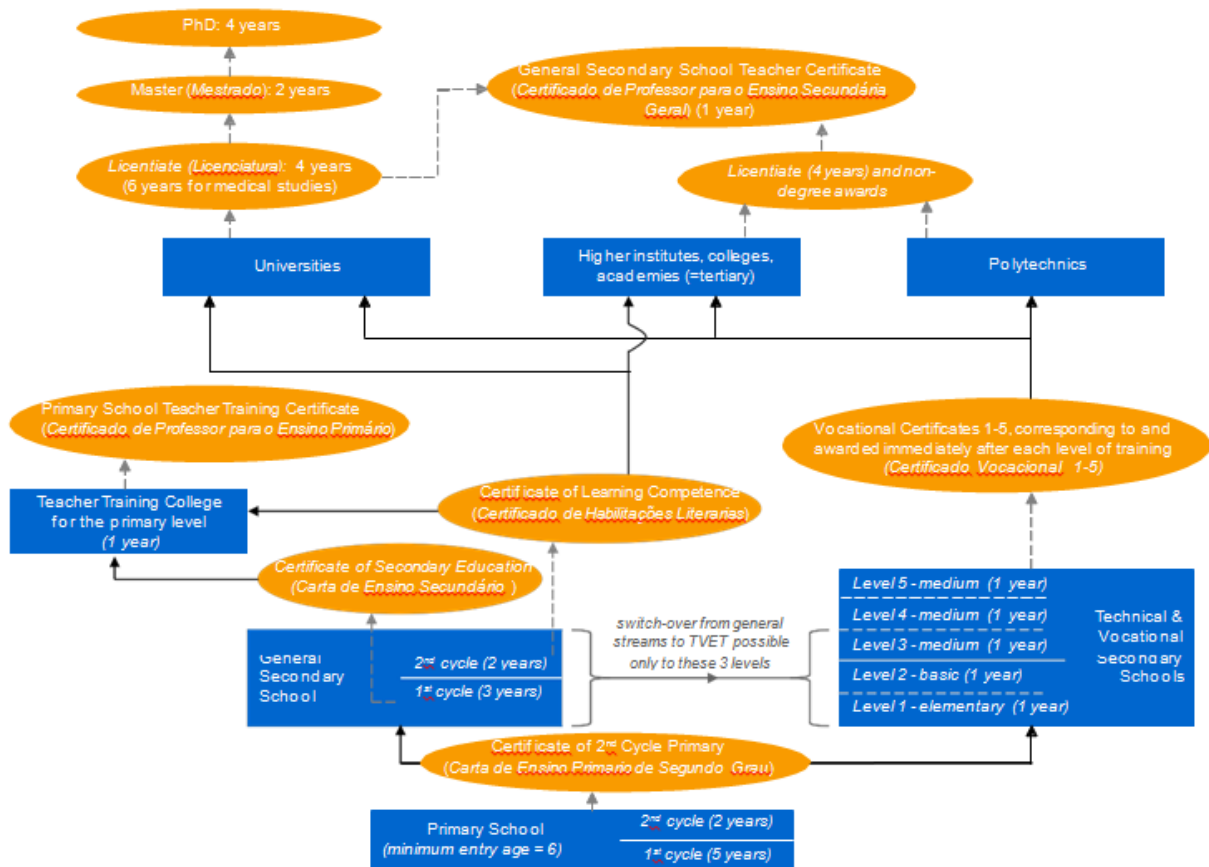 PhD: 4 years
Master (Mestrado): 2 years
General Secondary School Teacher Certificate
(Certificado de Professor para o Ensino Secundária
Geral) (1 year)
Licentiate (Licenciatura): 4 years
(6 years for medical studies)
Licentiate (4 years) and non-
degree awards
Universities
Higher institutes, colleges,
academies (=tertiary)
Polytechnics
Primary School Teacher Training Certificate
(Certificado de Professor para o Ensino Primário)
Vocational Certificates 1-5, corresponding to and
awarded immediately after each level of training
(Certificado Vocacional 1-5)
Teacher Training College
for the primary level
(1 year)
Certificate of Learning Competence
(Certificado de Habilitações Literarias)
Certificate of Secondary Education
(Carta de Ensino Secundário )
General
Secondary
School
2nd cycle (2 years)
1st cycle (3 years)
switch-over from general
streams to TVET possible
only to these 3 levels
Level 5 - medium (1 year)
Level 4 - medium (1 year)
Level 3 - medium (1 year)
Level 2 - basic (1 year)
Level 1 - elementary (1 year)
Technical &
Vocational
Secondary
Schools
Certificate of 2nd Cycle Primary
(Carta de Ensino Primario de Segundo Grau)
Primary School
(minimum entry age = 6)
2nd cycle (2 years)
1st cycle (5 years)